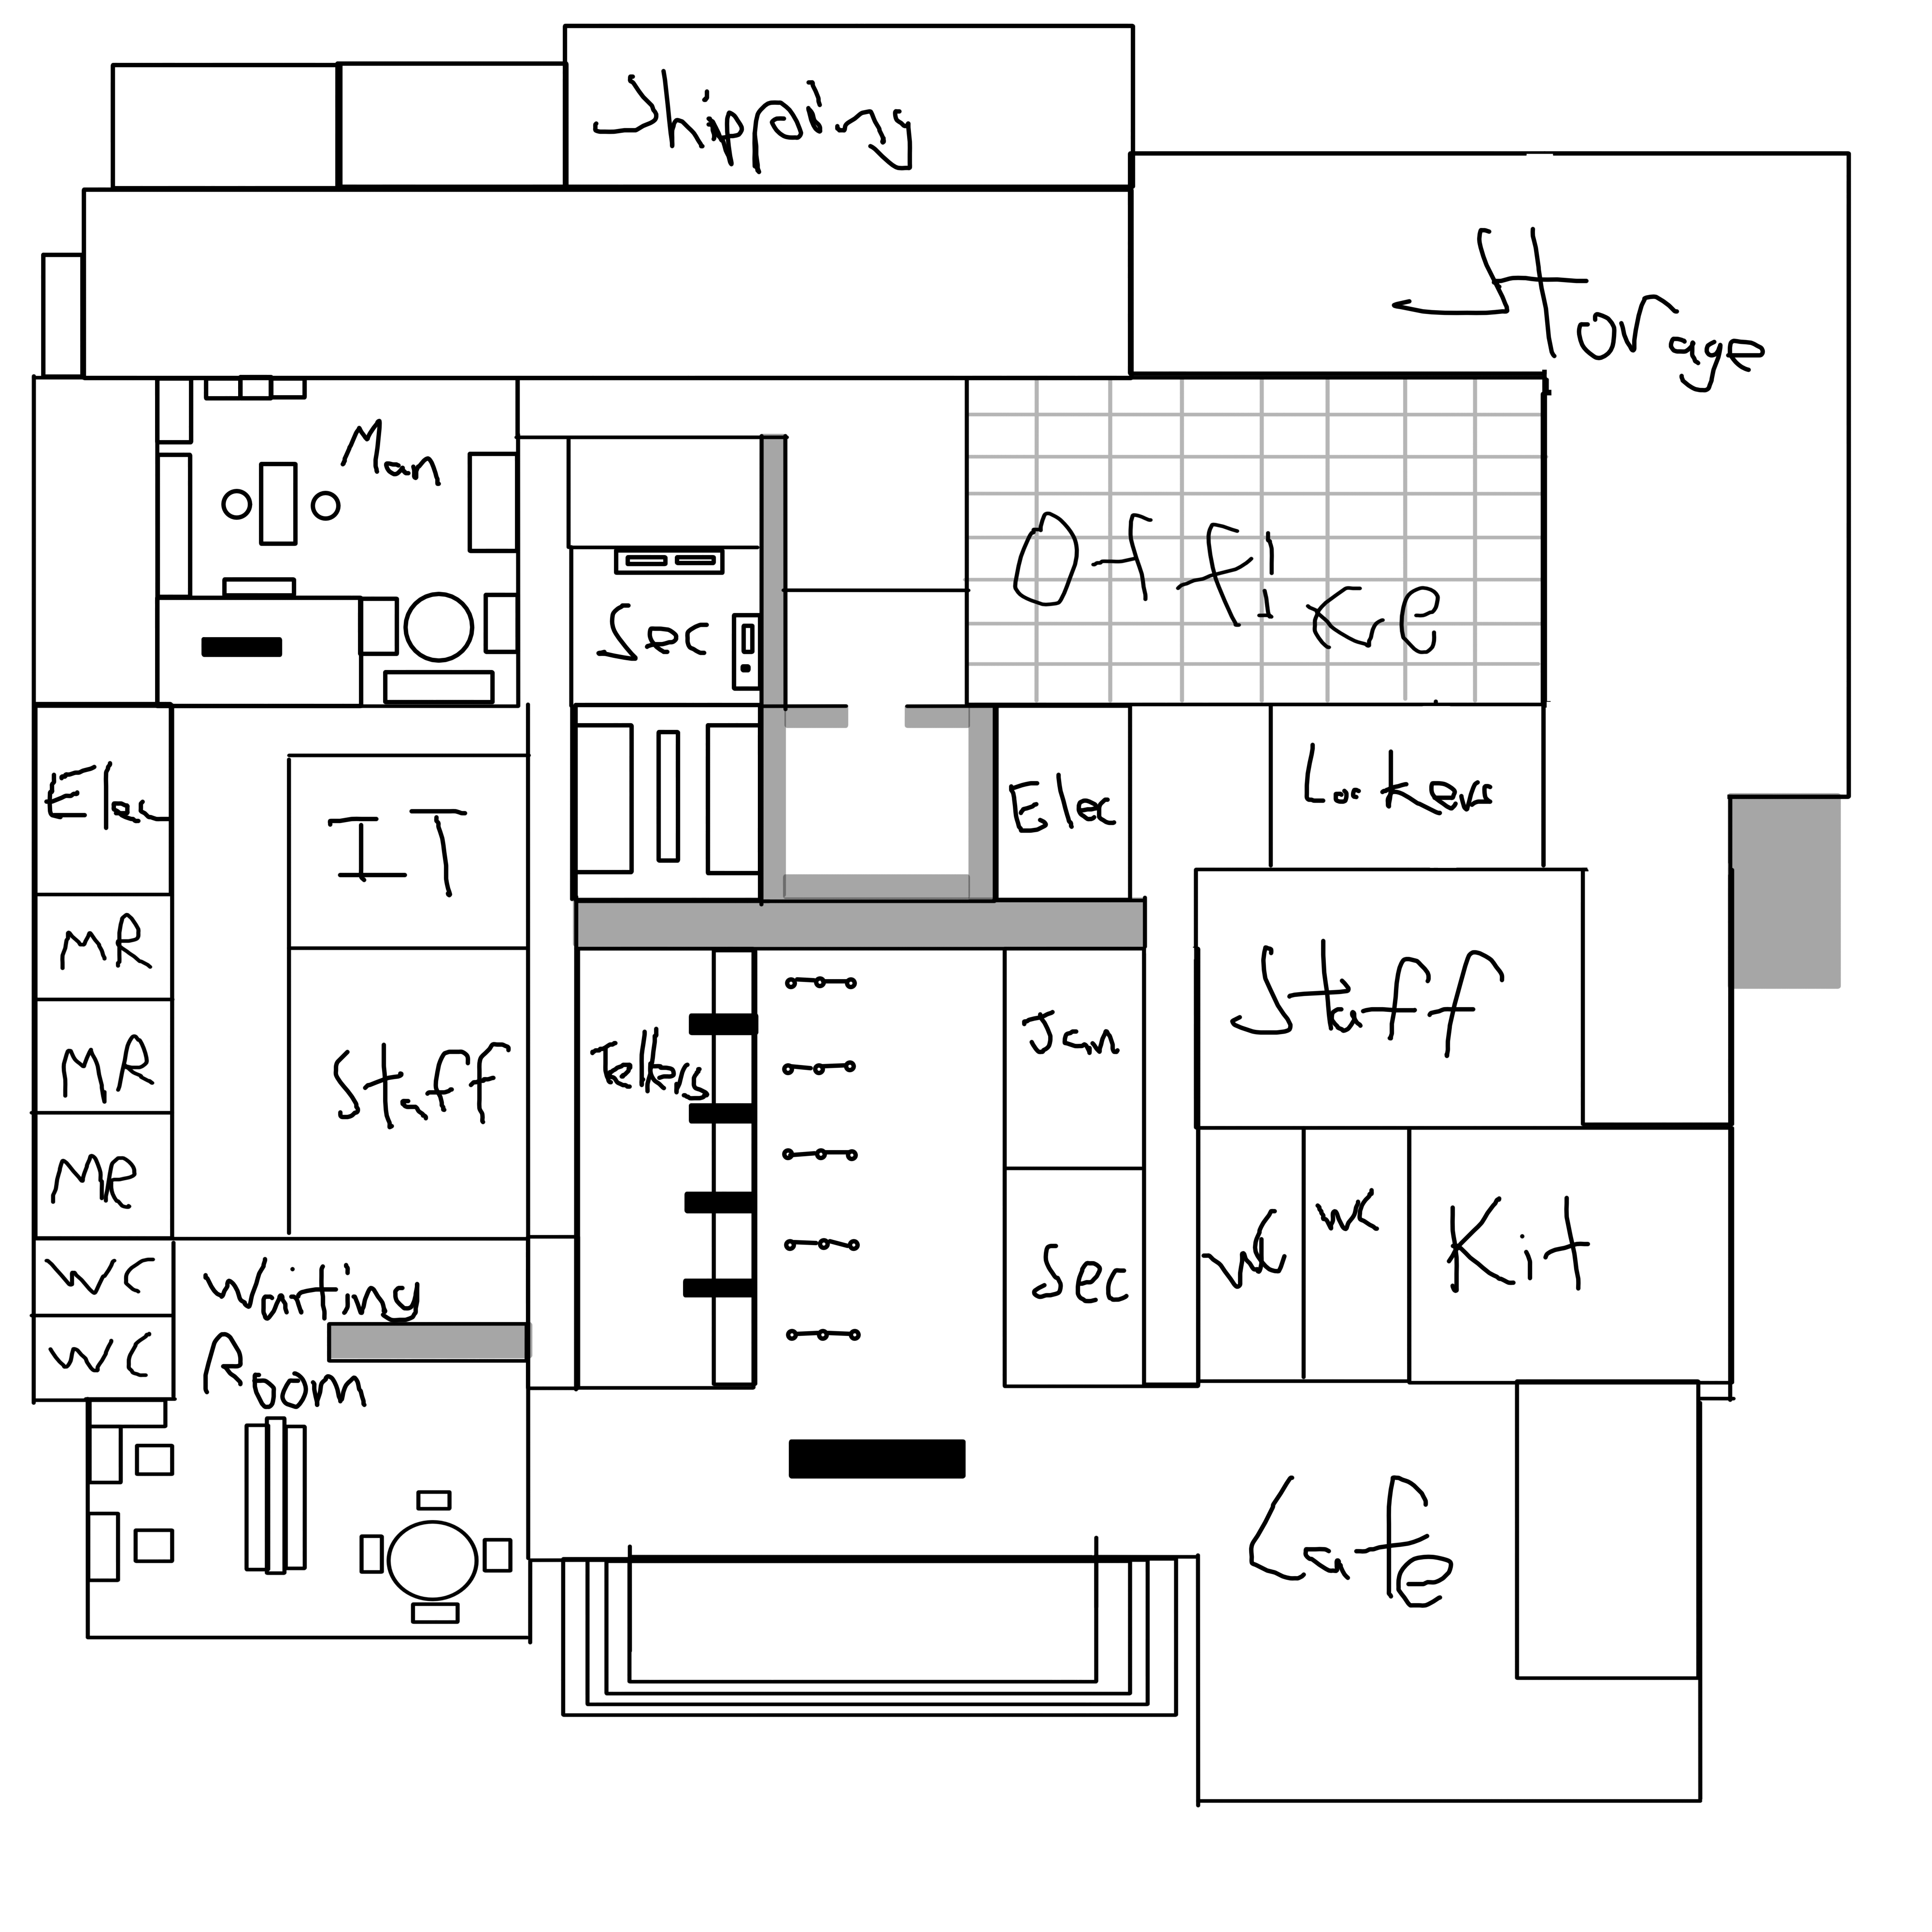 Shipping
Storage
Man
Office
Sec
Elec
IT
Elec
MR
Staff
MR
Staff
Tellers
Jan
MR
WC
WC
Kit
Sec
WC
Waiting
Room
WC
Cafe